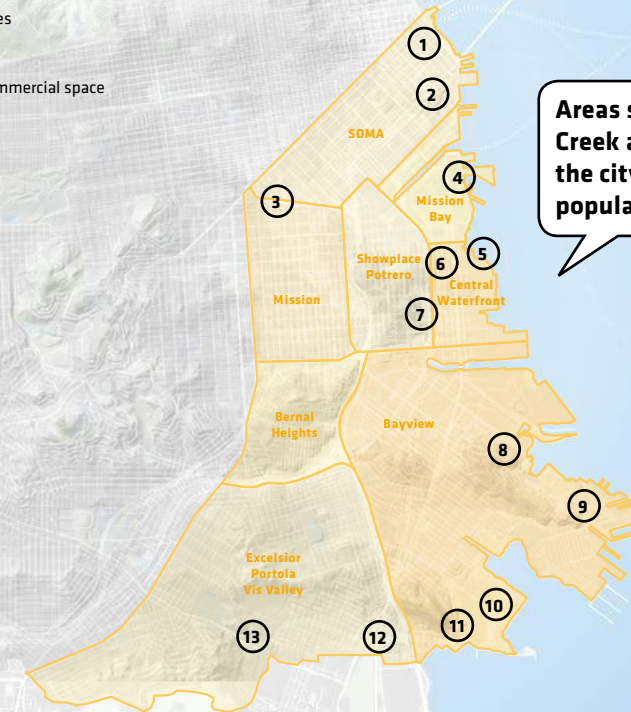 es
mmercial space
1
2
SOMA
3
4
Mission
Bay
5
6
Showplace
Potrero
Central
Waterfront
Mission
7
Bernal
Heights
Bayview
8
9
Excelsior
Portola
Vis Valley
10
11
12
13
Areas s
Creek a
the city
popula